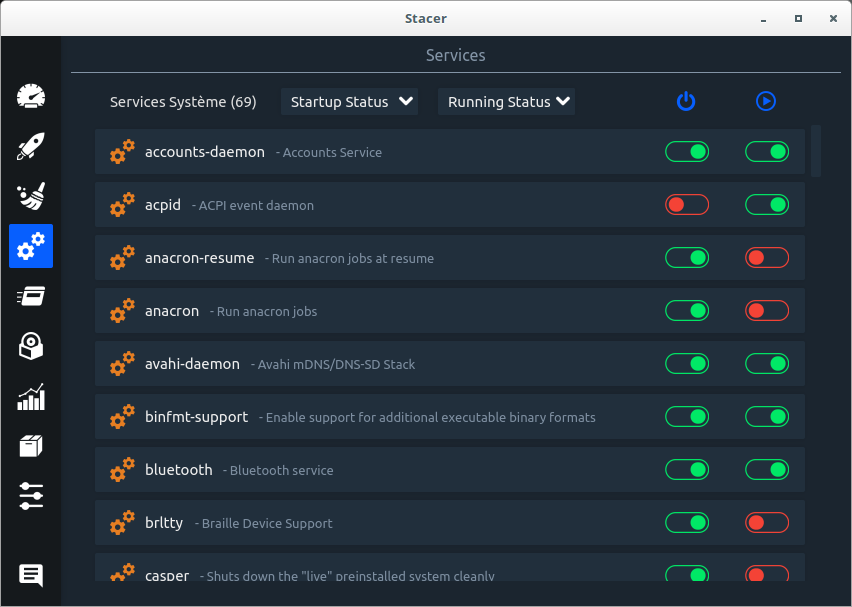 Stacer
Services
Services Système (69) Startup Status Running Status
accounts-daemon - Accounts Service
acpid - ACPI event daemon
anacron-resume - Run anacron jobs at resume
anacron - Run anacron jobs
avahi-daemon - Avahi mDNS/DNS-SD Stack
binfmt-support - Enable support for additional executable binary formats
bluetooth - Bluetooth service
brltty - Braille Device Support
casper - Shuts down the "live" preinstalled system cleanly